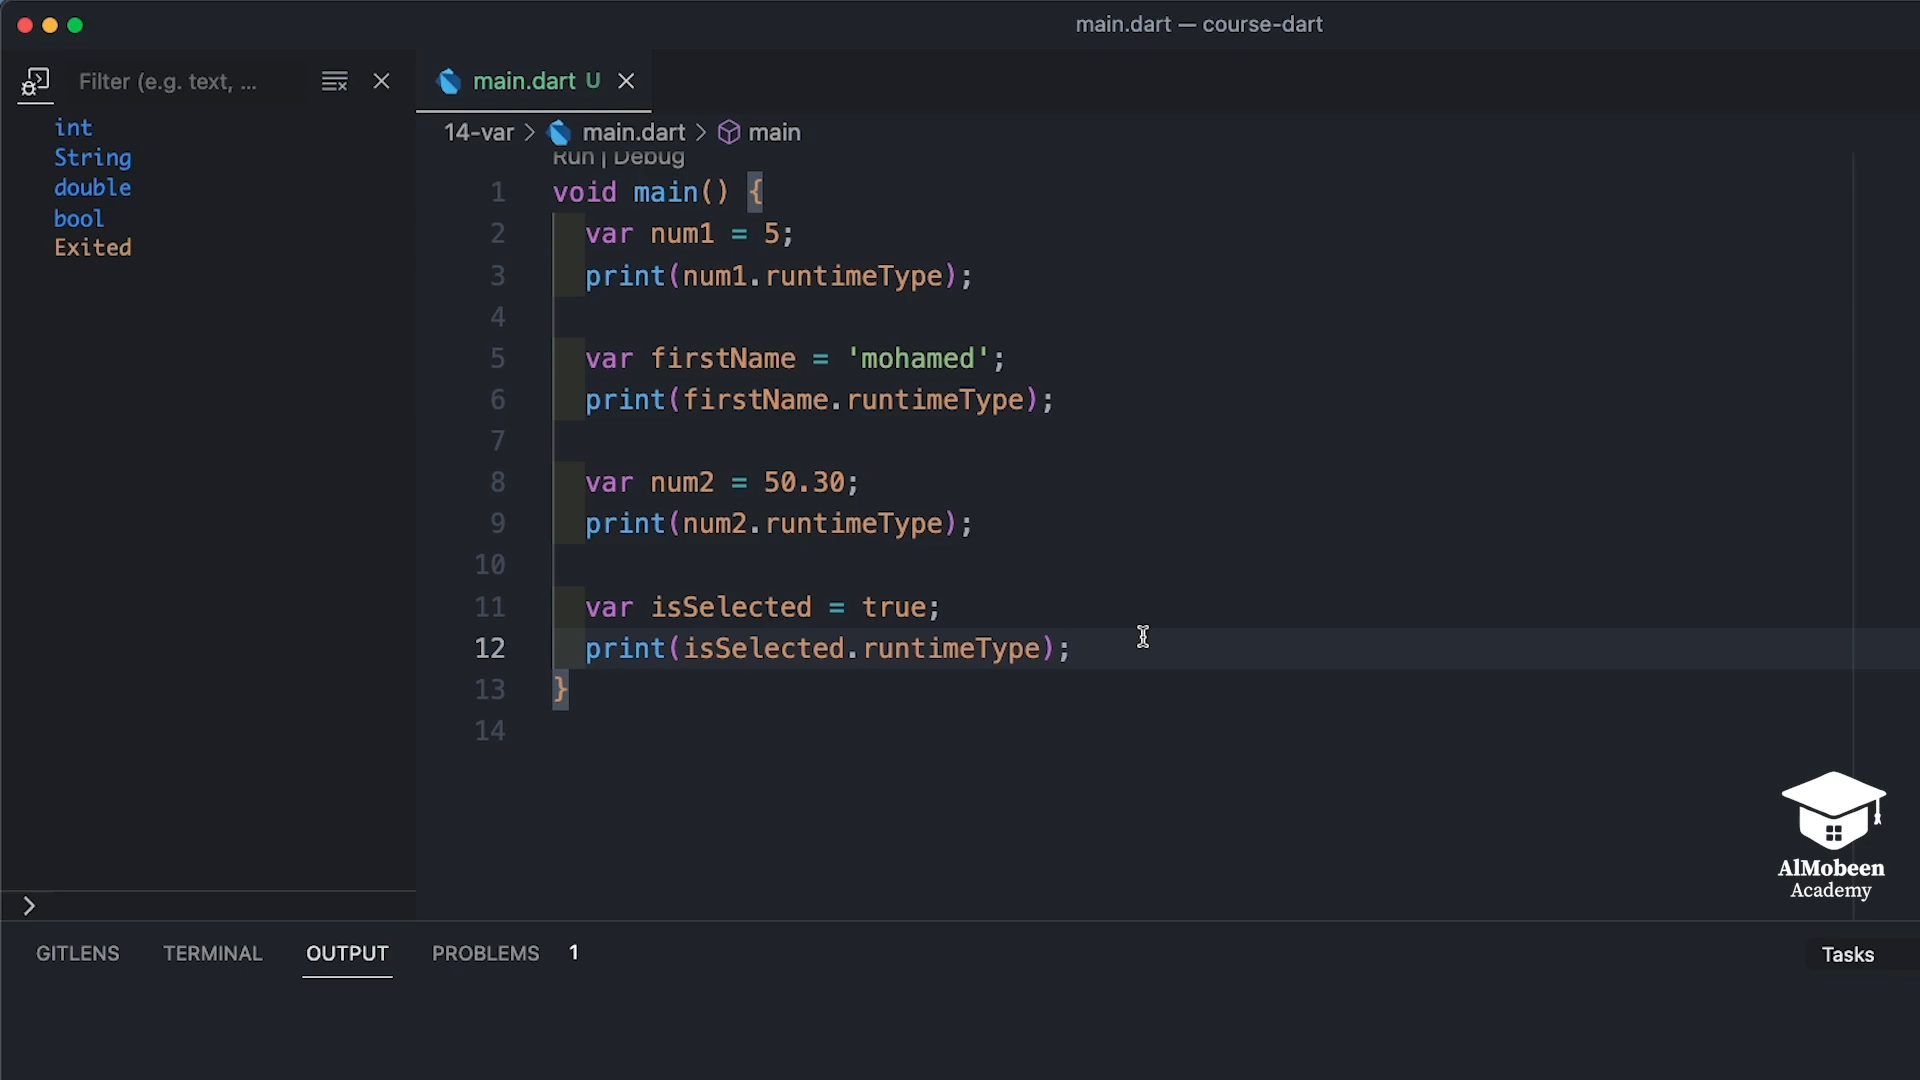 main.dart — course-dart
Filter (e.g. text, ...
main.dart U
int
String
double
bool
Exited
14-var > main.dart > main
Run | Debug
1 void main() {
2 var num1 = 5;
3 print(num1.runtimeType);
4
5 var firstName = 'mohamed';
6 print(firstName.runtimeType);
7
8 var num2 = 50.30;
9 print(num2.runtimeType);
10
11 var isSelected = true;
12 print(isSelected.runtimeType);
13 }
14
AlMobeen
Academy
GITLENS TERMINAL OUTPUT PROBLEMS 1 Tasks